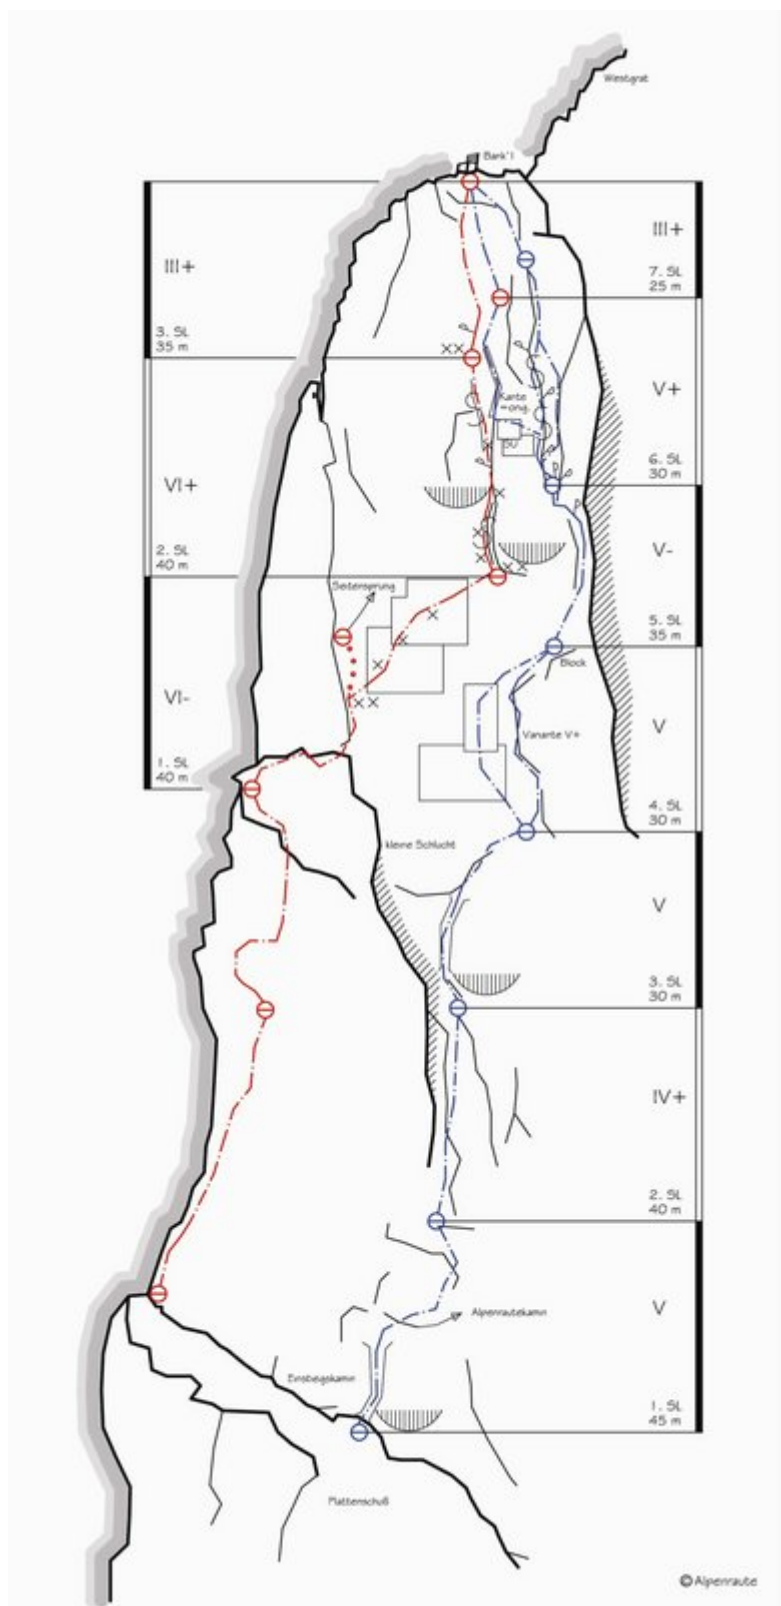 Westgrat
Bank'l
III+
III+
7. SL
25 m
3. SL
35 m
Kante
V+
VI+
6. SL
30 m
V-
2. SL
40 m
Seitensprung
5. SL
35 m
Block
VI-
Variante V+
V
1. SL
40 m
4. SL
30 m
kleine Schlucht
V
3. SL
30 m
IV+
2. SL
40 m
V
Alpenrautekamin
Einstiegskamin
1. SL
45 m
Plattenschuß
©Alpenraute